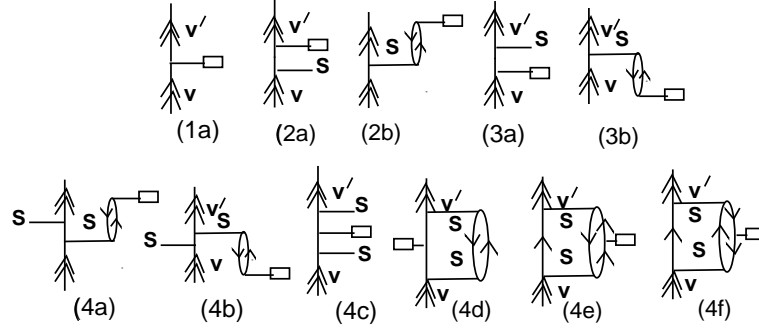 v′ v′ v′ v′
S S S
S
v v v
(1a) (2a) (2b) (3a) (3b)
v′ v′ v′ v′ v′
S S S S S S S S
S S S S
v v v v v
(4a) (4b) (4c) (4d) (4e) (4f)